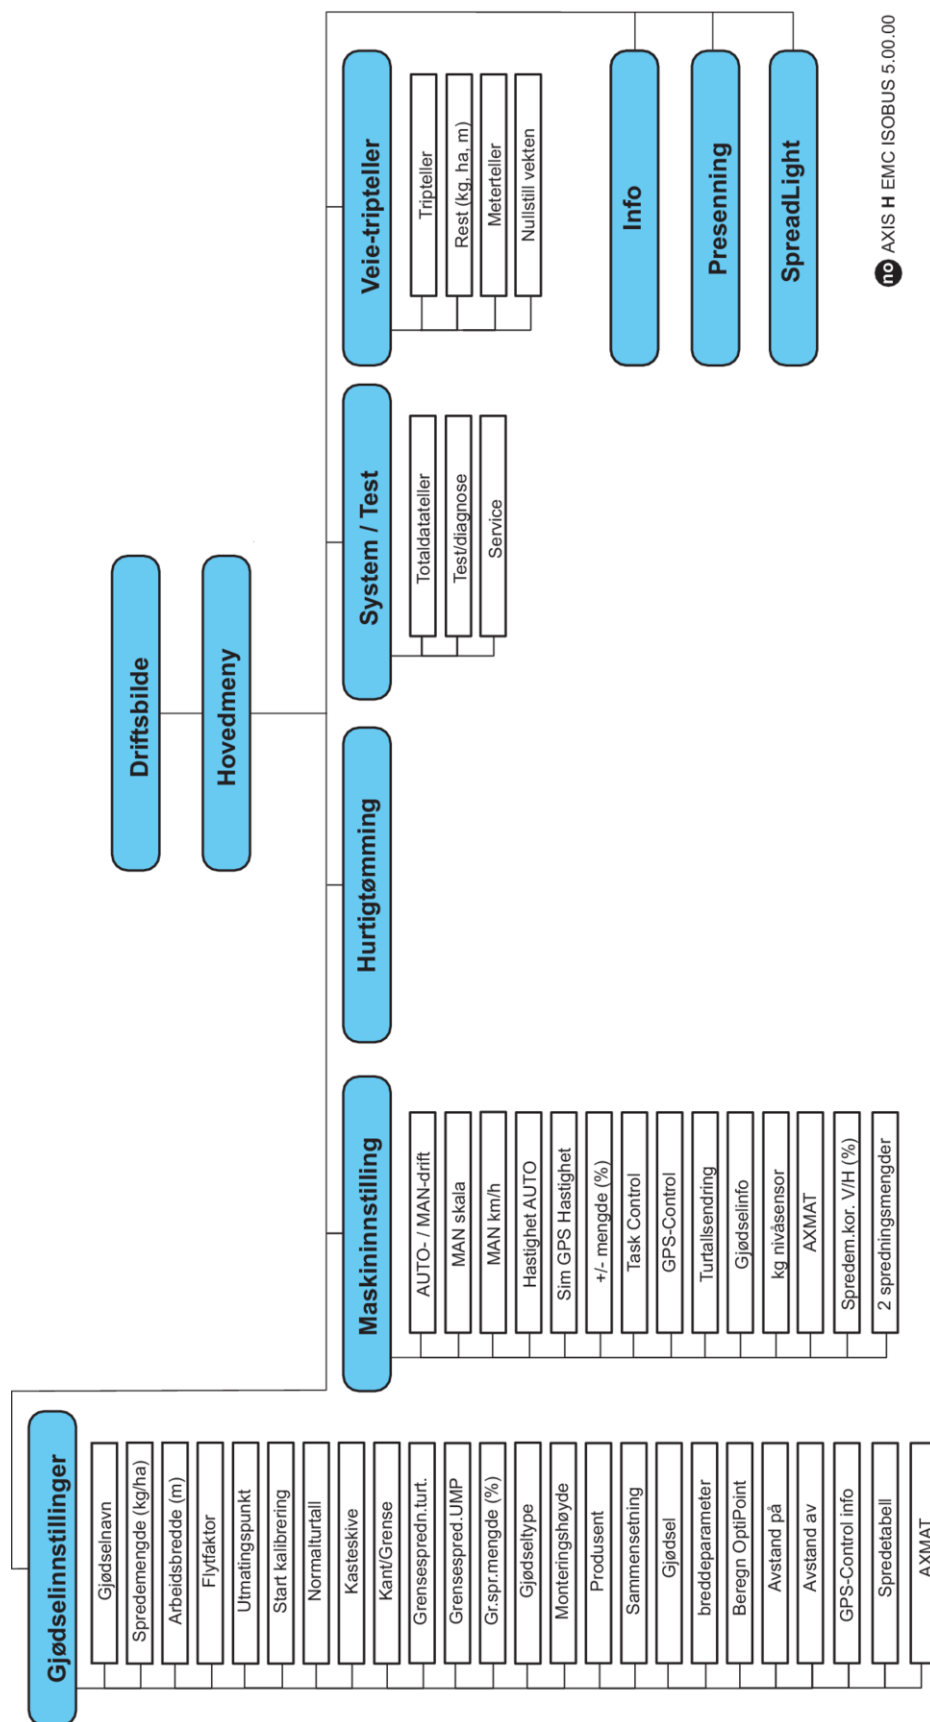 Driftsbilde
Hovedmeny
Gjødselinnstillinger
Gjødselnavn
Spredemengde (kg/ha)
Arbeidsbredde (m)
Flytfaktor
Utmatingspunkt
Start kalibrering
Normalturtall
Kasteskive
Kant/Grense
Grensespredn.turt.
Grensespred.UMP
Gr.spr.mengde (%)
Gjødseltype
Monteringshøyde
Produsent
Sammensetning
Gjødsel
breddeparameter
Beregn OptiPoint
Avstand på
Avstand av
GPS-Control info
Spredetabell
AXMAT
Maskininnstilling
AUTO- / MAN-drift
MAN skala
MAN km/h
Hastighet AUTO
Sim GPS Hastighet
+/- mengde (%)
Task Control
GPS-Control
Turtallsendring
Gjødselinfo
kg nivåsensor
AXMAT
Spredem.kor. V/H (%)
2 spredningsmengder
Hurtigtømming
System / Test
Totaldatateller
Test/diagnose
Service
Veie-tripteller
Tripteller
Rest (kg, ha, m)
Meterteller
Nullstill vekten
Info
Presenning
SpreadLight
no AXIS H EMC ISOBUS 5.00.00